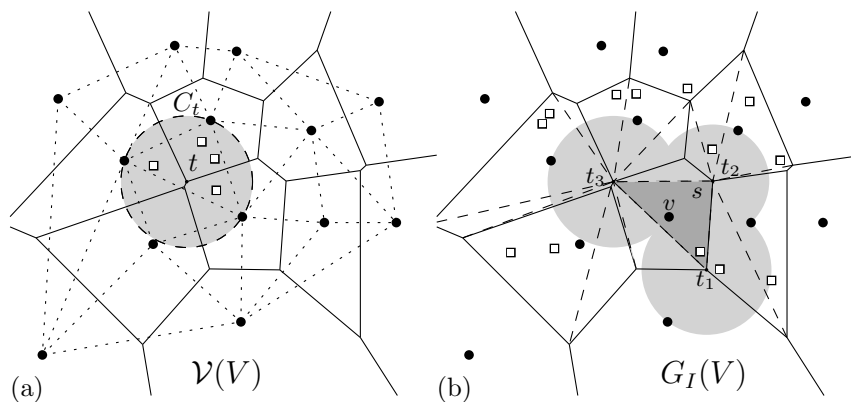 C_t
t
t_3
t_2
s
v
t_1
(a)
𝒱(V)
(b)
G_I(V)